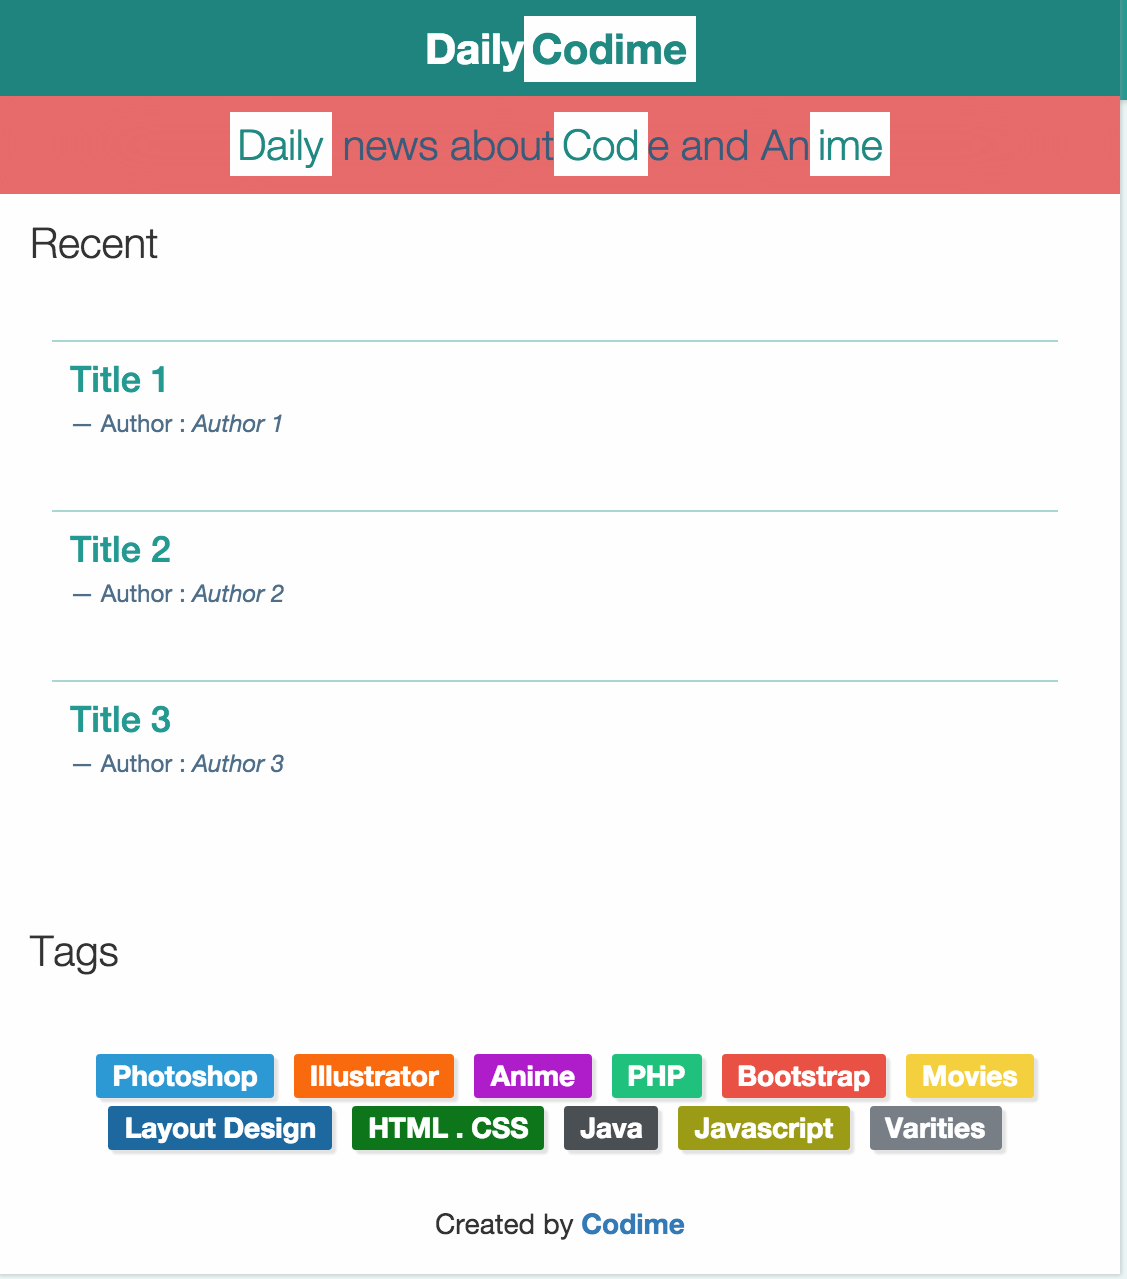 DailyCodime
Daily news about Code and Anime
Recent
Title 1
— Author : Author 1
Title 2
— Author : Author 2
Title 3
— Author : Author 3
Tags
Photoshop Illustrator Anime PHP Bootstrap Movies
Layout Design HTML . CSS Java Javascript Varities
Created by Codime